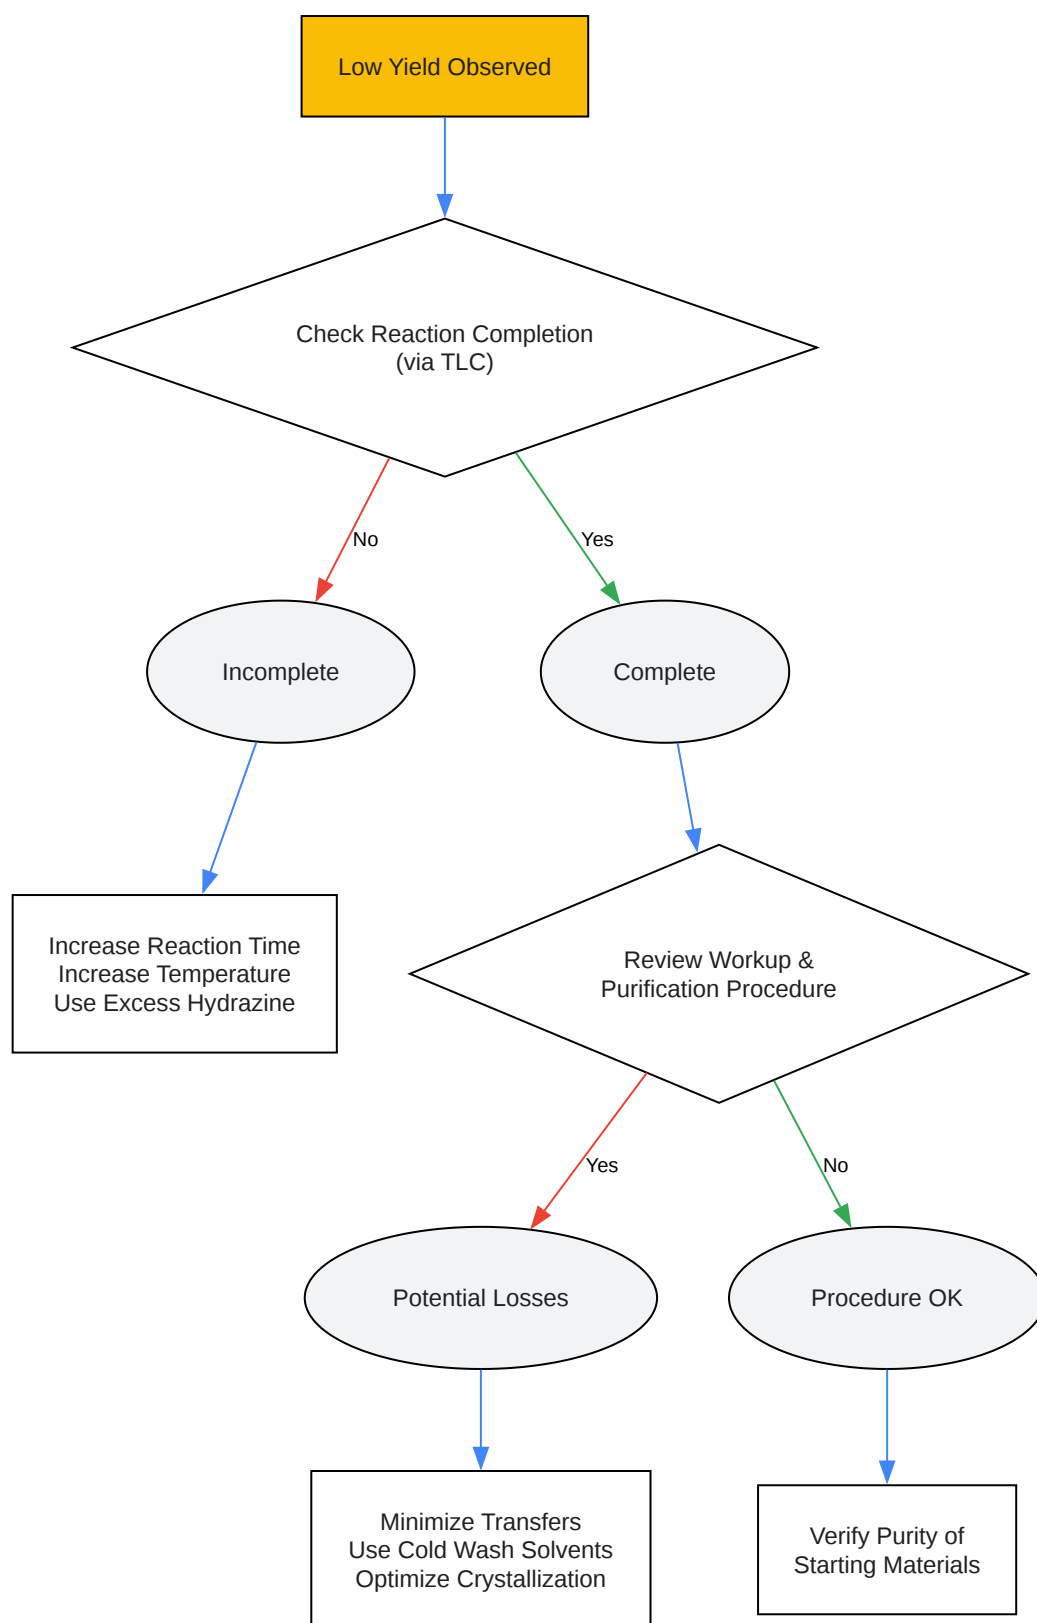 Low Yield Observed
Check Reaction Completion
(via TLC)
No
Yes
Incomplete
Complete
Increase Reaction Time
Increase Temperature
Use Excess Hydrazine
Review Workup &
Purification Procedure
Yes
No
Potential Losses
Procedure OK
Minimize Transfers
Use Cold Wash Solvents
Optimize Crystallization
Verify Purity of
Starting Materials